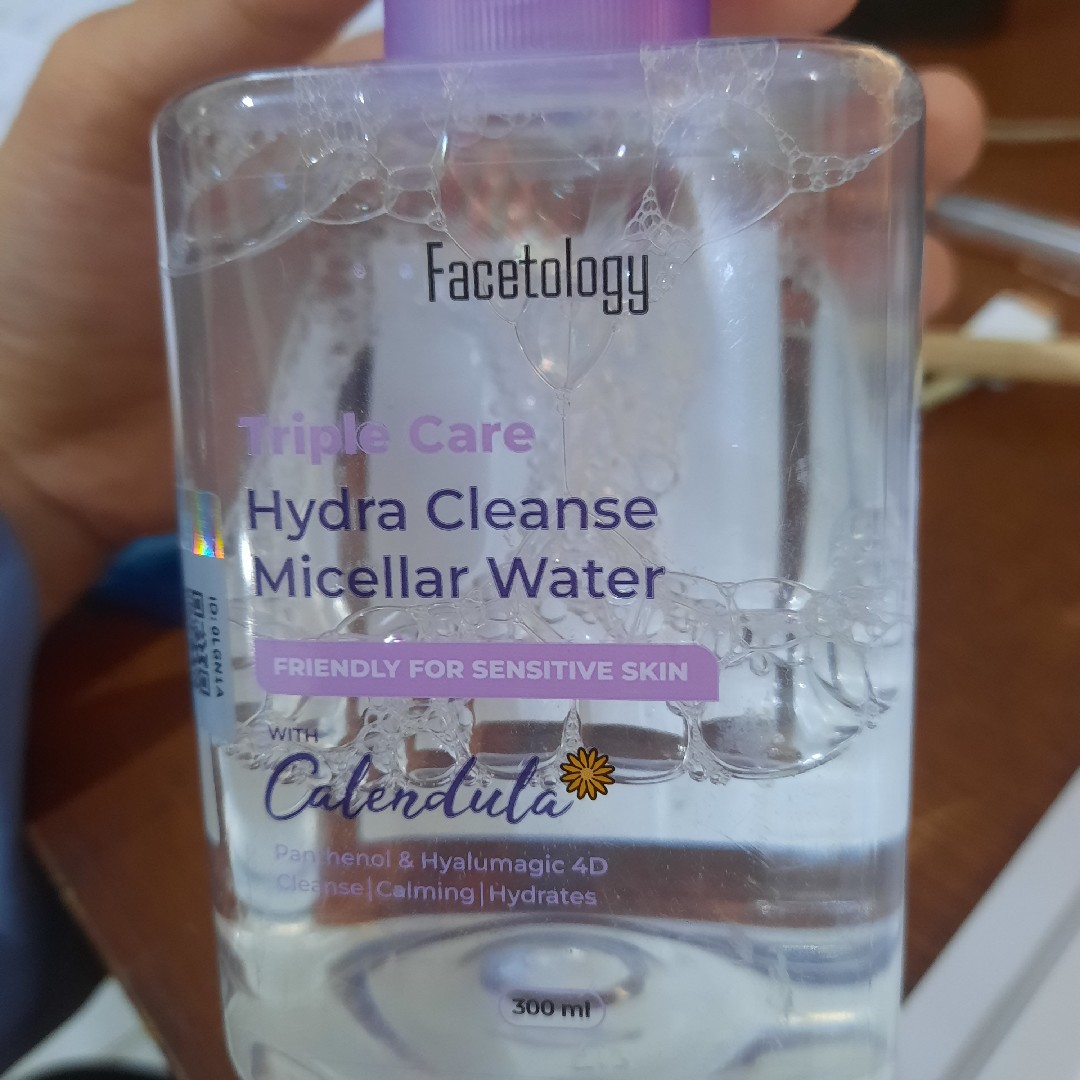 Facetology
Triple Care
Hydra Cleanse
Micellar Water
FRIENDLY FOR SENSITIVE SKIN
WITH
Calendula
Panthenol & Hyalumagic 4D
Cleanse|Calming|Hydrates
300 ml